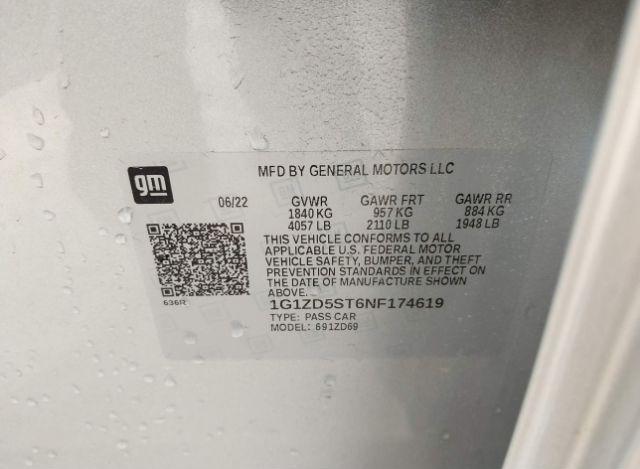 gm
MFD BY GENERAL MOTORS LLC
06/22 GVWR GAWR FRT GAWR RR
1840 KG 957 KG 884 KG
4057 LB 2110 LB 1948 LB
THIS VEHICLE CONFORMS TO ALL
APPLICABLE U.S. FEDERAL MOTOR
VEHICLE SAFETY, BUMPER, AND THEFT
PREVENTION STANDARDS IN EFFECT ON
THE DATE OF MANUFACTURE SHOWN
ABOVE.
636R
1G1ZD5ST6NF174619
TYPE: PASS CAR
MODEL: 691ZD69